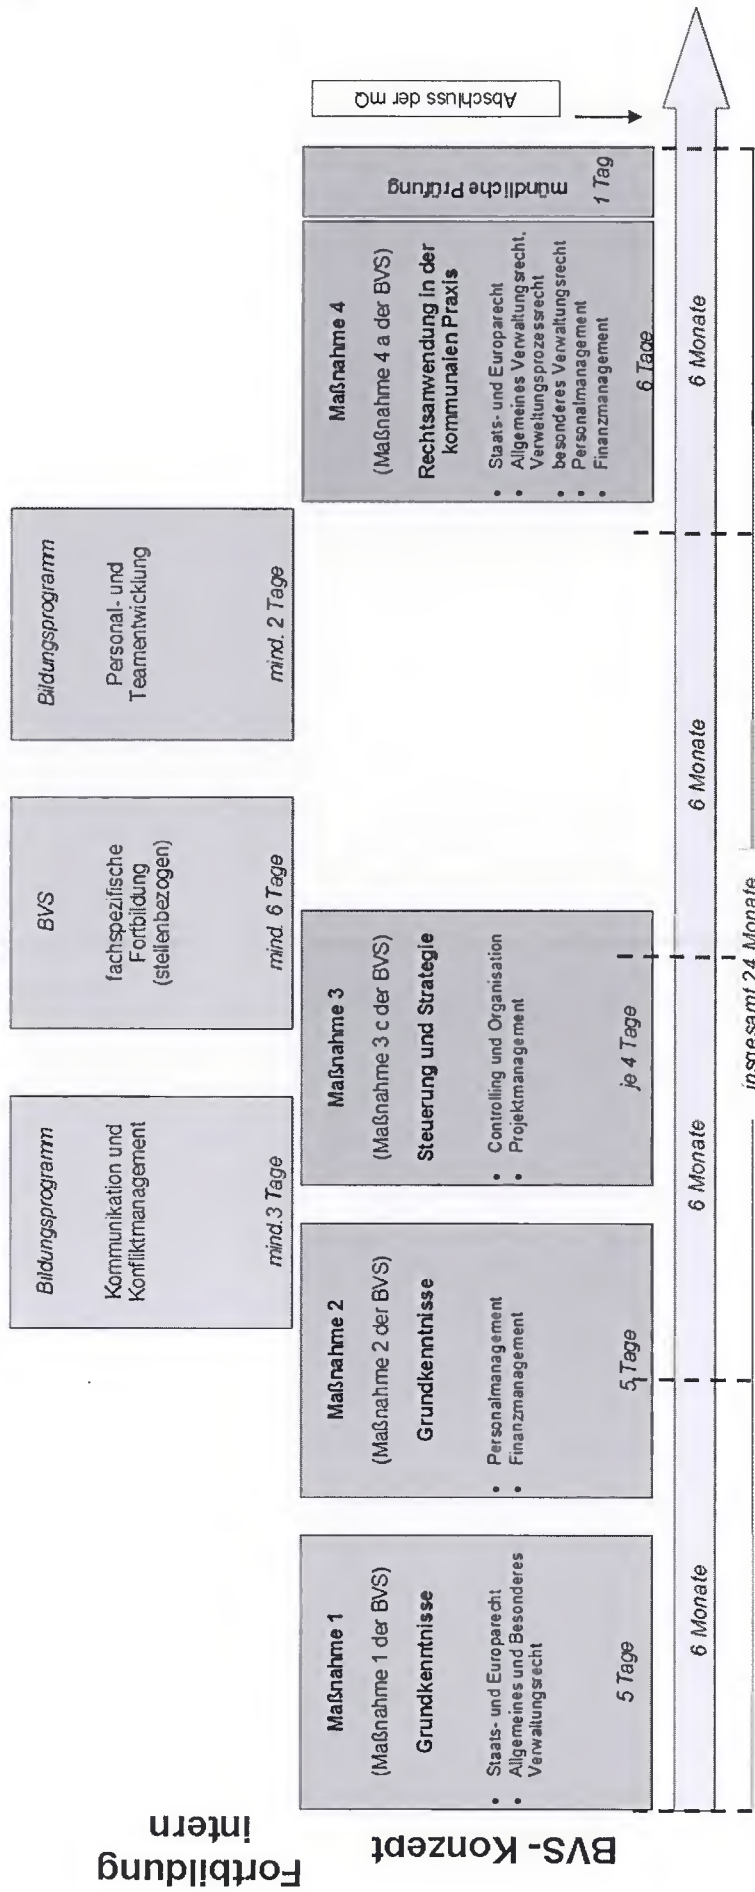 Fortbildung
intern
Bildungsprogramm
Kommunikation und
Konfliktmanagement
mind.3 Tage
BVS
fachspezifische
Fortbildung
(stellenbezogen)
mind. 6 Tage
Bildungsprogramm
Personal- und
Teamentwicklung
mind. 2 Tage
BVS-Konzept
Maßnahme 1
(Maßnahme 1 der BVS)
Grundkenntnisse
• Staats- und Europarecht
• Allgemeines und Besonderes
Verwaltungsrecht
5 Tage
Maßnahme 2
(Maßnahme 2 der BVS)
Grundkenntnisse
• Personalmanagement
• Finanzmanagement
5 Tage
Maßnahme 3
(Maßnahme 3 c der BVS)
Steuerung und Strategie
• Controlling und Organisation
• Projektmanagement
je 4 Tage
Maßnahme 4
(Maßnahme 4 a der BVS)
Rechtsanwendung in der
kommunalen Praxis
• Staats- und Europarecht
• Allgemeines Verwaltungsrecht,
Verwaltungsprozessrecht
• besonderes Verwaltungsrecht
• Personalmanagement
• Finanzmanagement
6 Tage
mündliche Prüfung
1 Tag
Abschluss der mQ
6 Monate
6 Monate
6 Monate
6 Monate
insgesamt 24 Monate